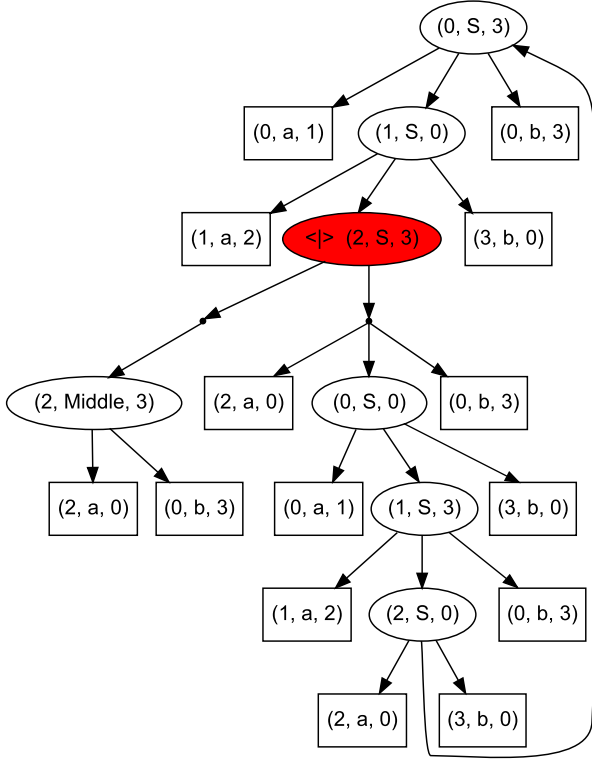 (0, S, 3)
(0, a, 1)
(1, S, 0)
(0, b, 3)
(1, a, 2)
<|> (2, S, 3)
(3, b, 0)
(2, Middle, 3)
(2, a, 0)
(0, S, 0)
(0, b, 3)
(2, a, 0)
(0, b, 3)
(0, a, 1)
(1, S, 3)
(3, b, 0)
(1, a, 2)
(2, S, 0)
(0, b, 3)
(2, a, 0)
(3, b, 0)